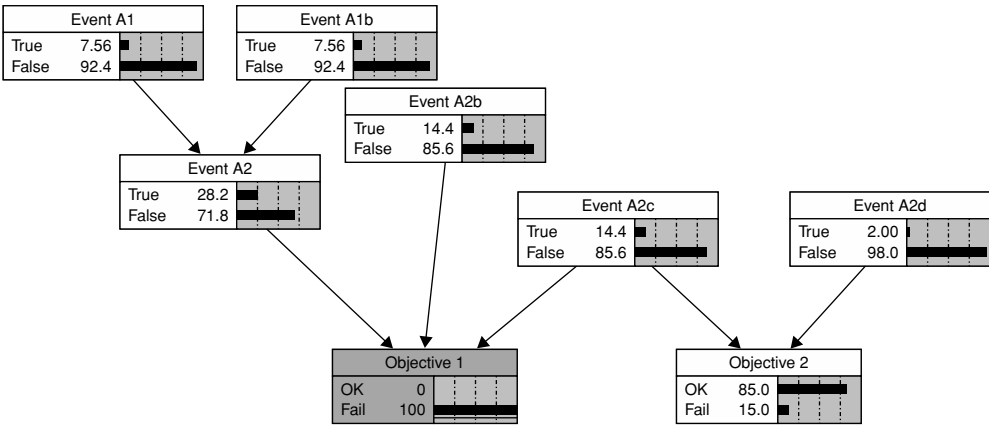 Event A1
True 7.56
False 92.4
Event A1b
True 7.56
False 92.4
Event A2b
True 14.4
False 85.6
Event A2
True 28.2
False 71.8
Event A2c
True 14.4
False 85.6
Event A2d
True 2.00
False 98.0
Objective 1
OK 0
Fail 100
Objective 2
OK 85.0
Fail 15.0